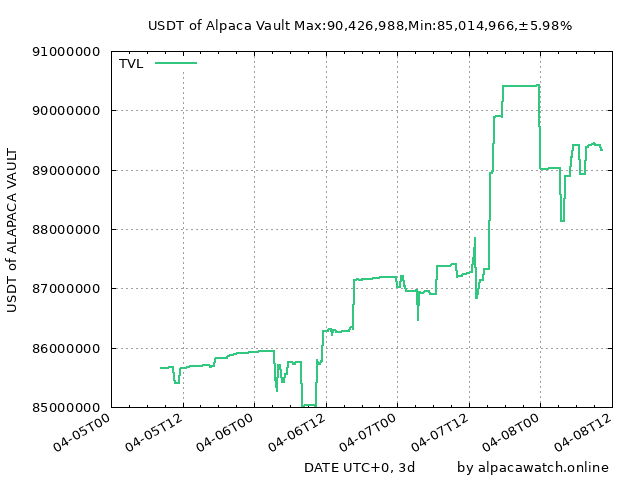 USDT of Alpaca Vault Max:90,426,988,Min:85,014,966,±5.98%
TVL
91000000
90000000
89000000
88000000
87000000
86000000
85000000
USDT of ALAPACA VAULT
04-05T00
04-05T12
04-06T00
04-06T12
04-07T00
04-07T12
04-08T00
04-08T12
DATE UTC+0, 3d
by alpacawatch.online